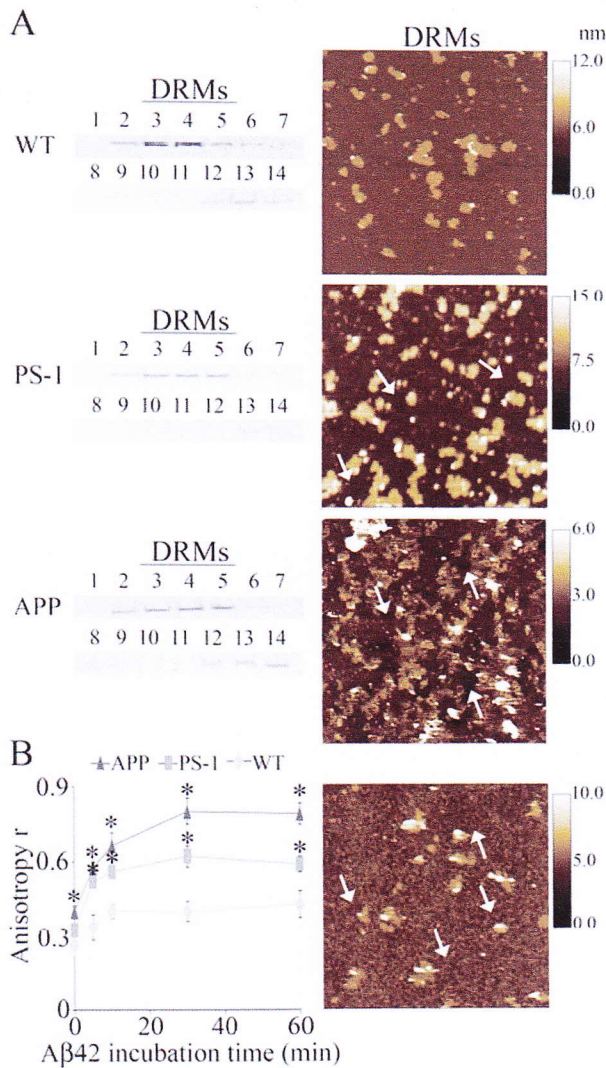 A
DRMs
nm
12.0
6.0
0.0
WT
DRMs
1 2 3 4 5 6 7
8 9 10 11 12 13 14
15.0
7.5
0.0
PS-1
DRMs
1 2 3 4 5 6 7
8 9 10 11 12 13 14
6.0
3.0
0.0
APP
DRMs
1 2 3 4 5 6 7
8 9 10 11 12 13 14
B
APP PS-1 WT
10.0
5.0
0.0
Anisotropy r
0.9
0.6
0.3
0
* * * * * * * * *
0 20 40 60
Aβ42 incubation time (min)